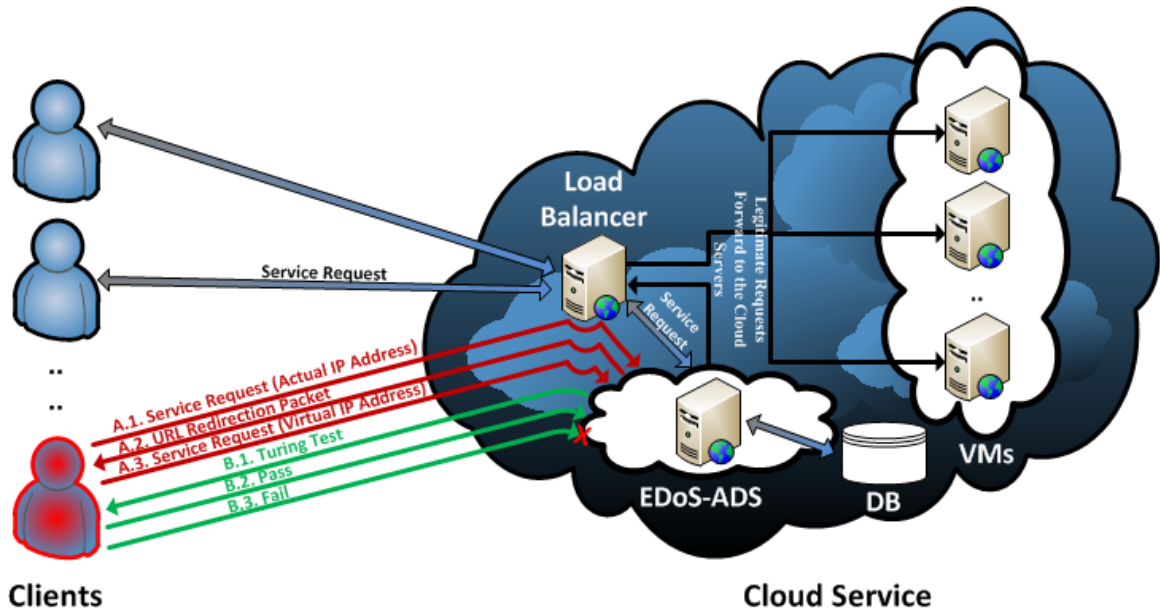 Load
Balancer
Service Request
Service
Request
Legitimate Requests
Forward to the Cloud
Servers
..
..
..
A.1. Service Request (Actual IP Address)
A.2. URL Redirection Packet
A.3. Service Request (Virtual IP Address)
B.1. Turing Test
B.2. Pass
B.3. Fail
X
EDoS-ADS
DB
VMs
Clients
Cloud Service